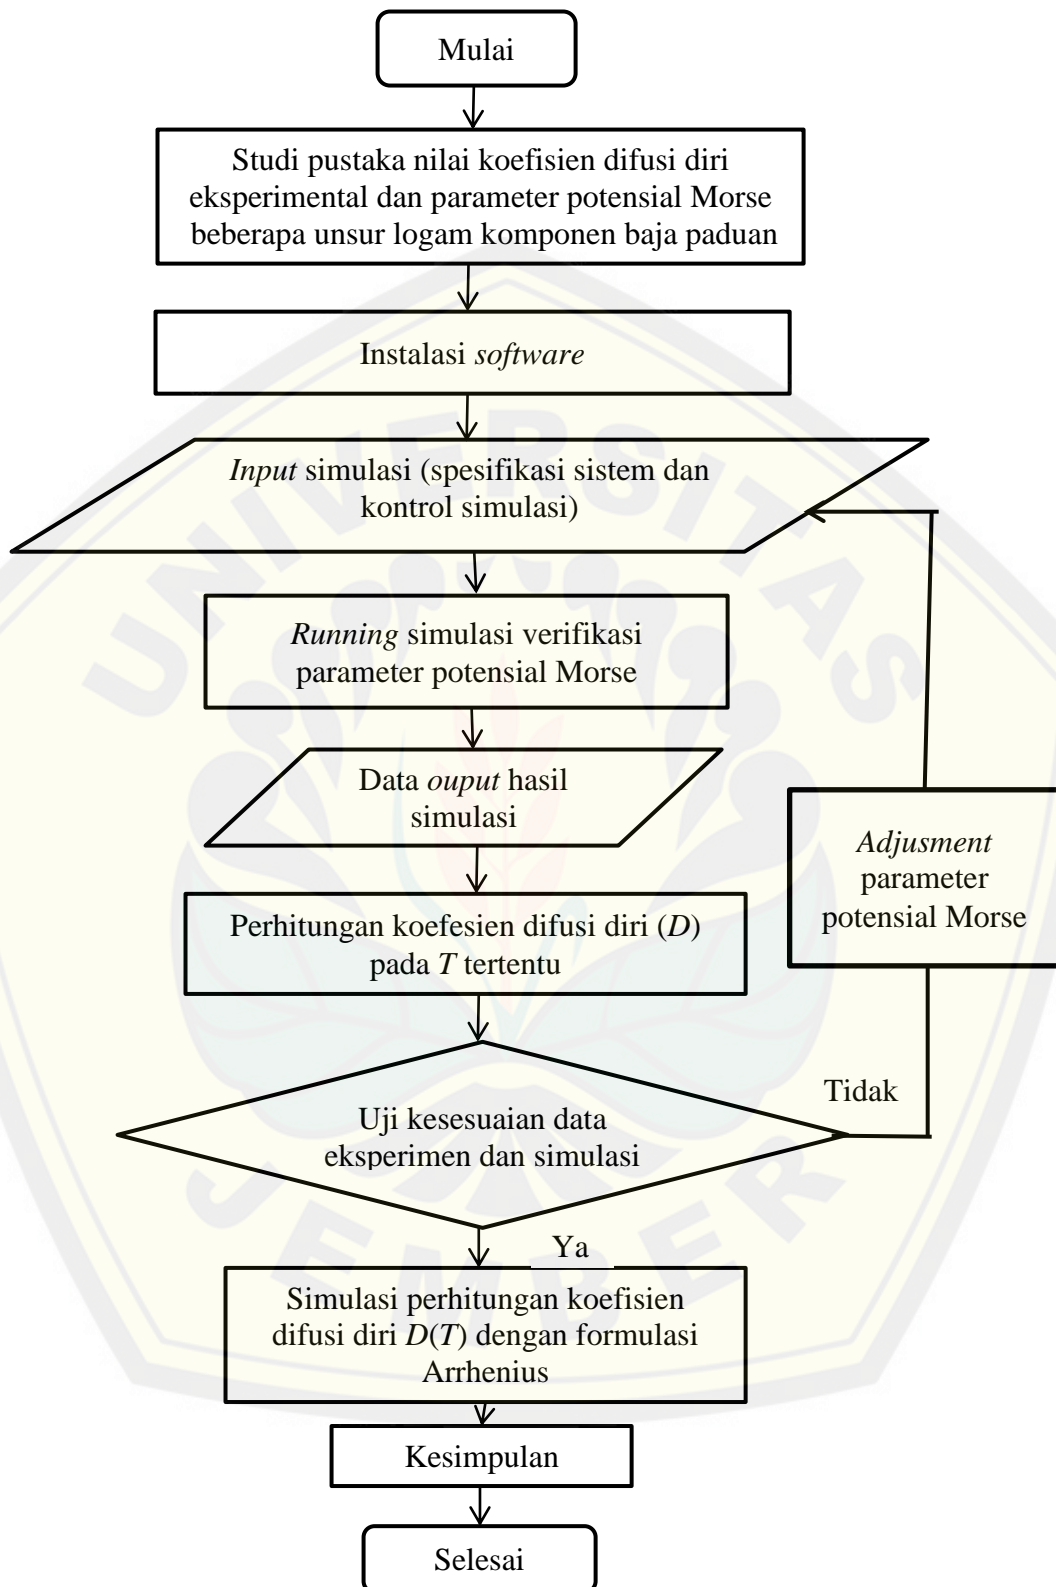 Mulai
Studi pustaka nilai koefisien difusi diri
eksperimental dan parameter potensial Morse
beberapa unsur logam komponen baja paduan
Instalasi software
Input simulasi (spesifikasi sistem dan
kontrol simulasi)
Running simulasi verifikasi
parameter potensial Morse
Data ouput hasil
simulasi
Adjusment
parameter
potensial Morse
Perhitungan koefesien difusi diri (D)
pada T tertentu
Tidak
Uji kesesuaian data
eksperimen dan simulasi
Ya
Simulasi perhitungan koefisien
difusi diri D(T) dengan formulasi
Arrhenius
Kesimpulan
Selesai
UNIVERSITAS
JEMBER